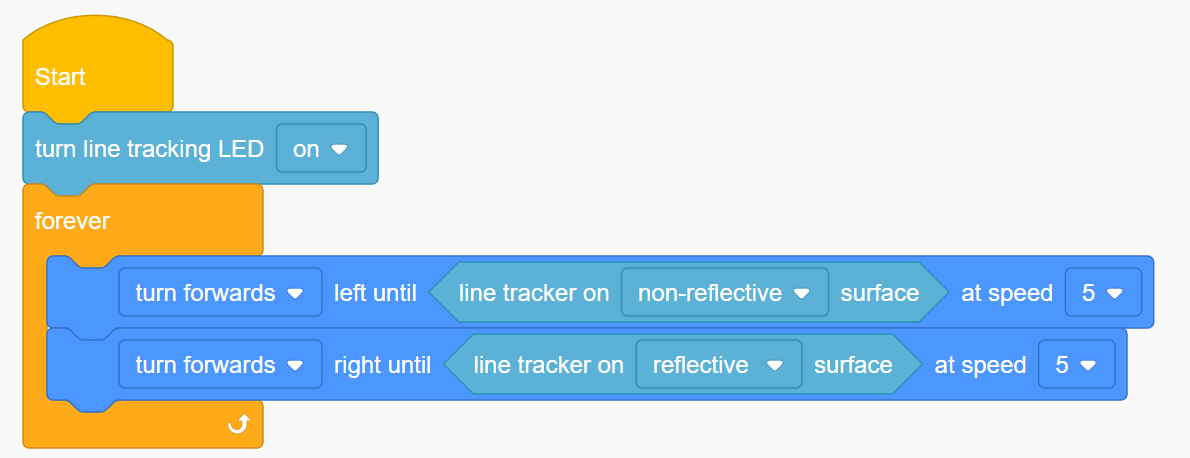 Start
turn line tracking LED on
forever
turn forwards left until line tracker on non-reflective surface at speed 5
turn forwards right until line tracker on reflective surface at speed 5